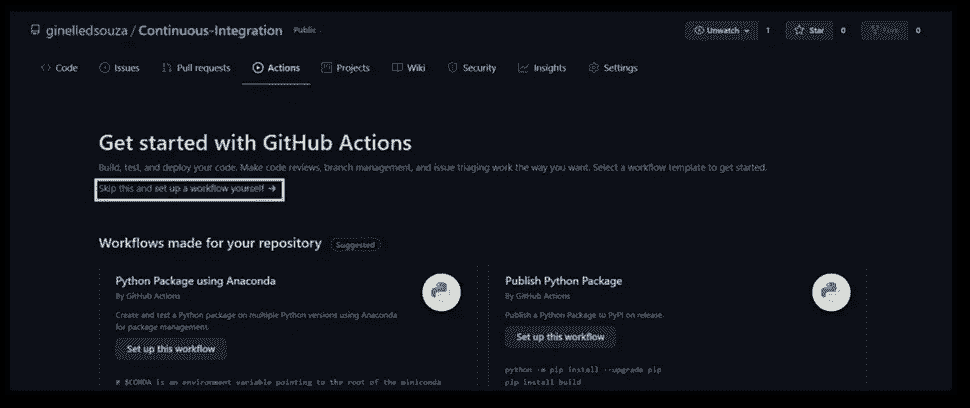 ginelledsouza / Continuous-Integration Public
Unwatch 1 Star 0 Fork 0
Code Issues Pull requests Actions Projects Wiki Security Insights Settings
Get started with GitHub Actions
Build, test, and deploy your code. Make code reviews, branch management, and issue triaging work the way you want. Select a workflow template to get started.
Skip this and set up a workflow yourself →
Workflows made for your repository Suggested
Python Package using Anaconda
By GitHub Actions
Create and test a Python package on multiple Python versions using Anaconda
for package management.
Set up this workflow
# $CONDA is an environment variable pointing to the root of the miniconda
Publish Python Package
By GitHub Actions
Publish a Python Package to PyPI on release.
Set up this workflow
python -m pip install --upgrade pip
pip install build